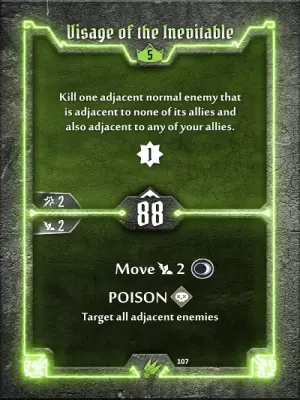 Visage of the Inevitable
5
Kill one adjacent normal enemy that
is adjacent to none of its allies and
also adjacent to any of your allies.
1
2
88
2
Move 2
POISON
Target all adjacent enemies
107